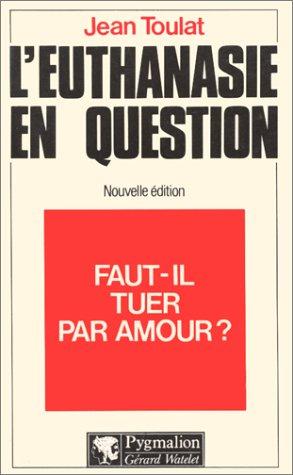 Jean Toulat
L'EUTHANASIE
EN QUESTION
Nouvelle édition
FAUT-IL
TUER
PAR AMOUR ?
Pygmalion
Gérard Watelet